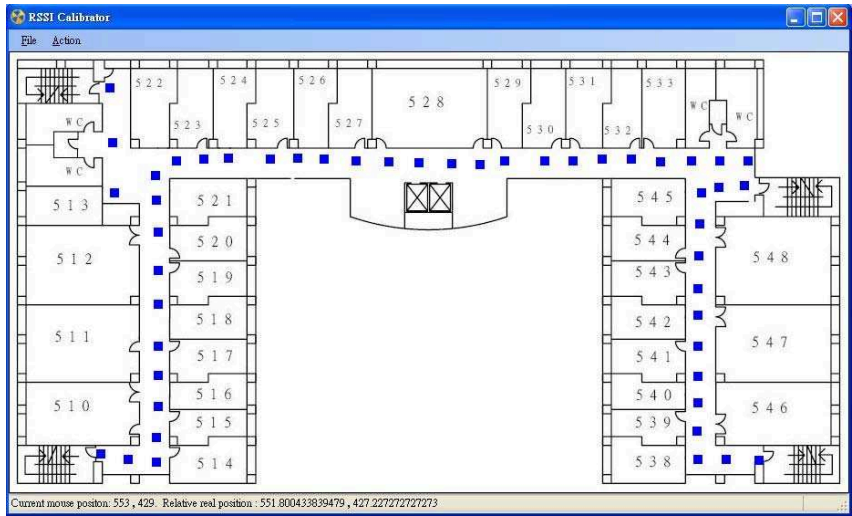 RSSI Calibrator
File Action
522 524 526 529 531 533
528
WC WC
523 525 527 530 532
WC
513 521 545
520 544
512 548
519 543
518 542
511 547
517 541
516 540
510 546
515 539
514 538
Current mouse positon: 553 , 429. Relative real position : 551.800433839479 , 427.227272727273